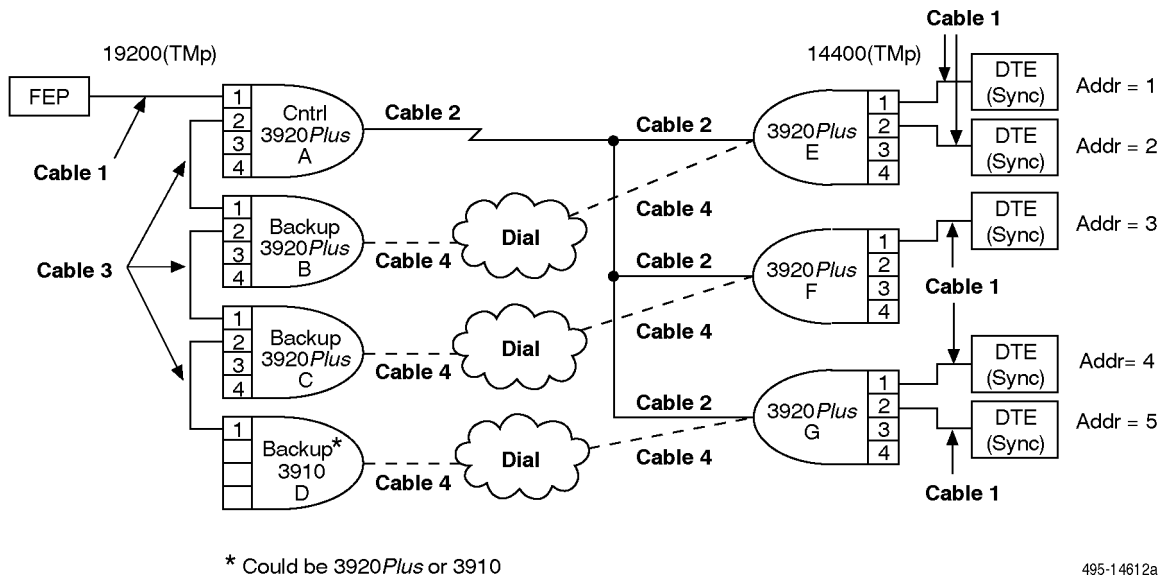 Cable 1
19200(TMp)
14400(TMp)
FEP
1
2
3
4
Cntrl
3920Plus
A
Cable 2
Cable 2
3920Plus
E
1
2
3
4
DTE
(Sync)
Addr = 1
DTE
(Sync)
Addr = 2
Cable 1
Cable 3
1
2
3
4
Backup
3920Plus
B
Cable 4
Dial
Cable 4
Cable 2
3920Plus
F
1
2
3
4
DTE
(Sync)
Addr = 3
Cable 1
1
2
3
4
Backup
3920Plus
C
Cable 4
Dial
Cable 4
Cable 2
3920Plus
G
1
2
3
4
DTE
(Sync)
Addr= 4
DTE
(Sync)
Addr = 5
1
Backup*
3910
D
Cable 4
Dial
Cable 4
Cable 1
* Could be 3920Plus or 3910
495-14612a